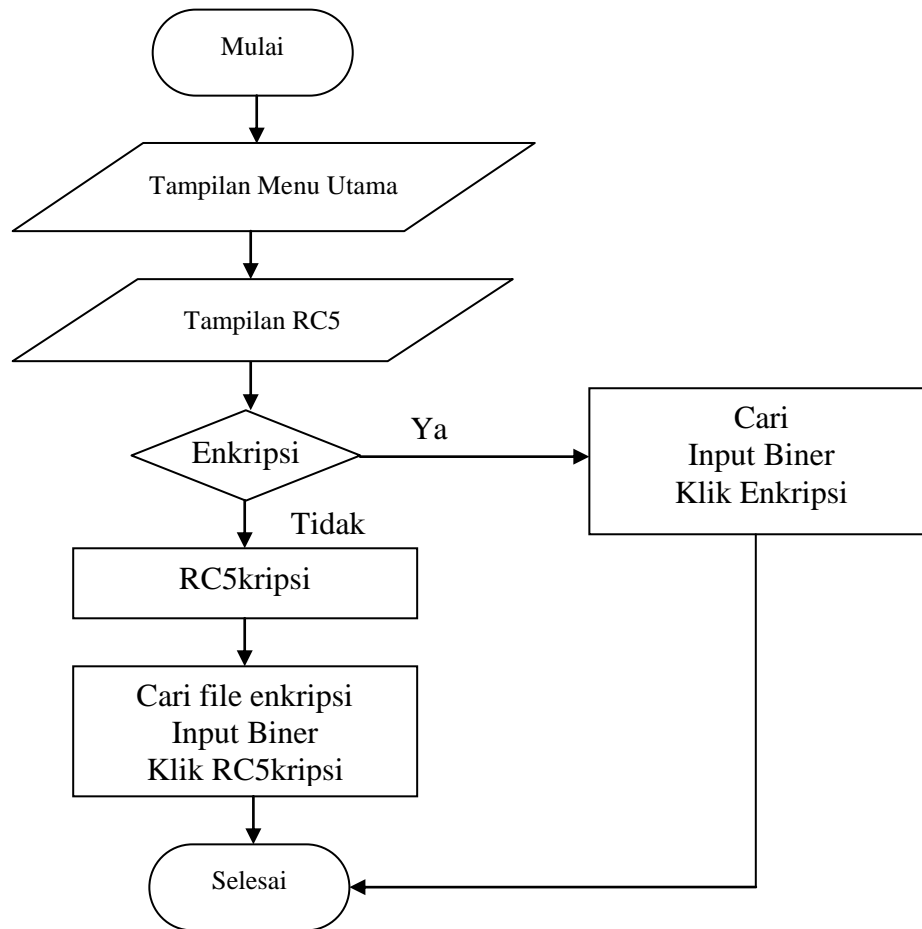 Mulai
Tampilan Menu Utama
Tampilan RC5
Enkripsi
Ya
Cari
Input Biner
Klik Enkripsi
Tidak
RC5kripsi
Cari file enkripsi
Input Biner
Klik RC5kripsi
Selesai